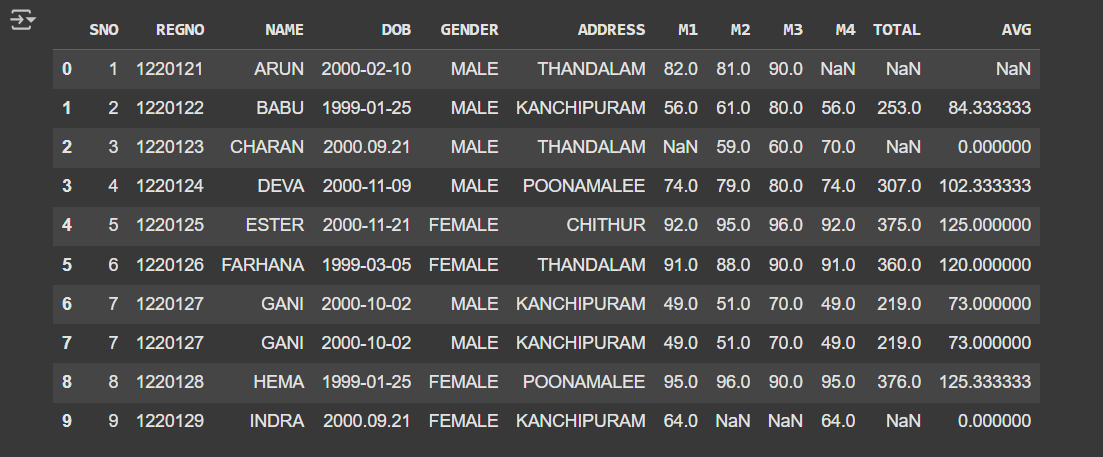 SNO REGNO NAME DOB GENDER ADDRESS M1 M2 M3 M4 TOTAL AVG
0 1 1220121 ARUN 2000-02-10 MALE THANDALAM 82.0 81.0 90.0 NaN NaN NaN
1 2 1220122 BABU 1999-01-25 MALE KANCHIPURAM 56.0 61.0 80.0 56.0 253.0 84.333333
2 3 1220123 CHARAN 2000.09.21 MALE THANDALAM NaN 59.0 60.0 70.0 NaN 0.000000
3 4 1220124 DEVA 2000-11-09 MALE POONAMALEE 74.0 79.0 80.0 74.0 307.0 102.333333
4 5 1220125 ESTER 2000-11-21 FEMALE CHITHUR 92.0 95.0 96.0 92.0 375.0 125.000000
5 6 1220126 FARHANA 1999-03-05 FEMALE THANDALAM 91.0 88.0 90.0 91.0 360.0 120.000000
6 7 1220127 GANI 2000-10-02 MALE KANCHIPURAM 49.0 51.0 70.0 49.0 219.0 73.000000
7 7 1220127 GANI 2000-10-02 MALE KANCHIPURAM 49.0 51.0 70.0 49.0 219.0 73.000000
8 8 1220128 HEMA 1999-01-25 FEMALE POONAMALEE 95.0 96.0 90.0 95.0 376.0 125.333333
9 9 1220129 INDRA 2000.09.21 FEMALE KANCHIPURAM 64.0 NaN NaN 64.0 NaN 0.000000